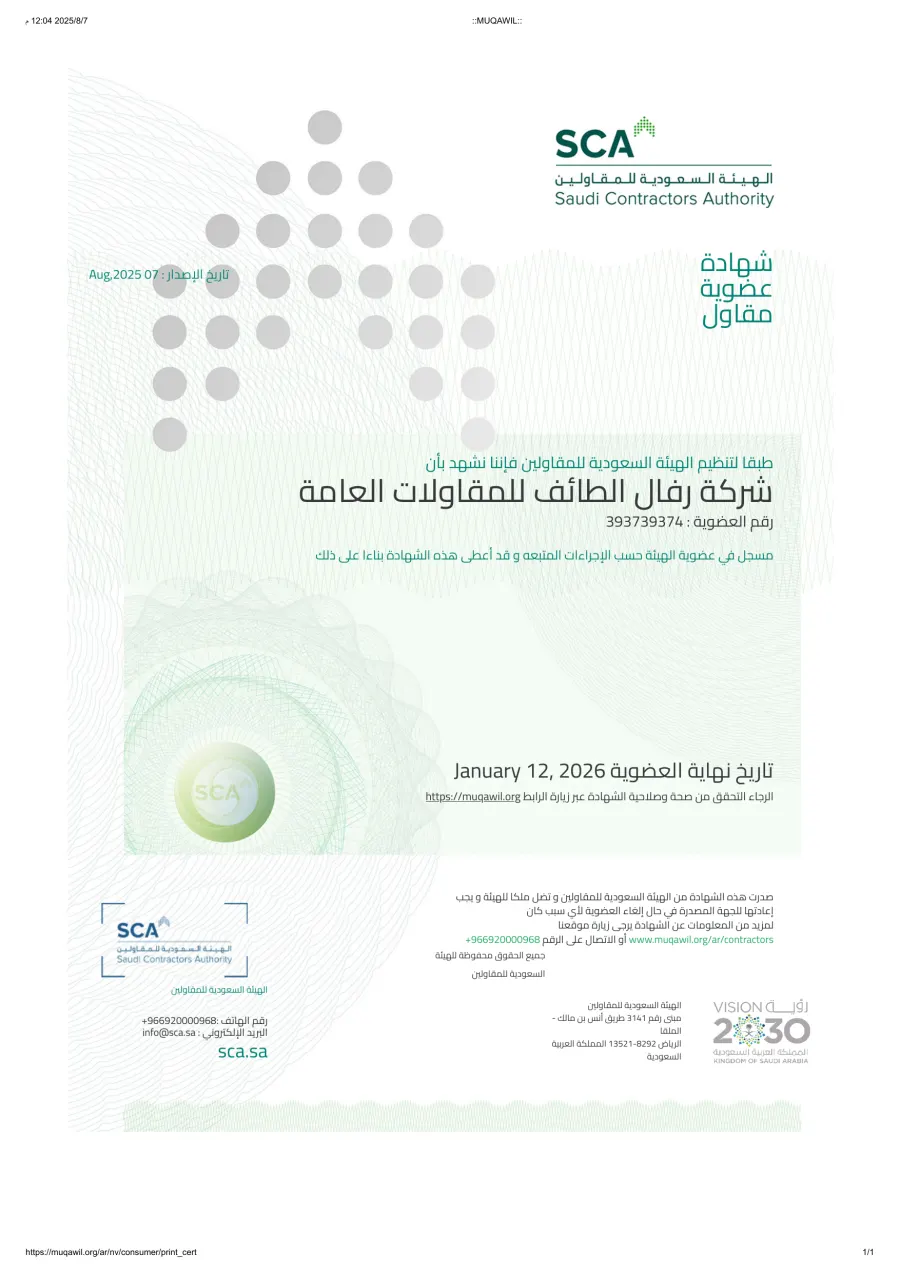 12:04 2025/8/7 م
::MUQAWIL::
SCA
الهيئة السعودية للمقاولين
Saudi Contractors Authority
شهادة
عضوية
مقاول
تاريخ الإصدار : 07 Aug,2025
طبقا لتنظيم الهيئة السعودية للمقاولين فإننا نشهد بأن
شركة رفال الطائف للمقاولات العامة
رقم العضوية : 393739374
مسجل في عضوية الهيئة حسب الإجراءات المتبعه و قد أعطى هذه الشهادة بناءا على ذلك
SCA
تاريخ نهاية العضوية January 12, 2026
الرجاء التحقق من صحة وصلاحية الشهادة عبر زيارة الرابط https://muqawil.org
صدرت هذه الشهادة من الهيئة السعودية للمقاولين و تضل ملكا للهيئة و يجب
إعادتها للجهة المصدرة في حال إلغاء العضوية لأي سبب كان
لمزيد من المعلومات عن الشهادة يرجى زيارة موقعنا
www.muqawil.org/ar/contractors أو الاتصال على الرقم 966920000968+
جميع الحقوق محفوظة للهيئة
السعودية للمقاولين
SCA
الهيئة السعودية للمقاولين
Saudi Contractors Authority
الهيئة السعودية للمقاولين
رقم الهاتف :966920000968+
البريد الإلكتروني : info@sca.sa
sca.sa
الهيئة السعودية للمقاولين
مبنى رقم 3141 طريق أنس بن مالك -
الملقا
الرياض 8292-13521 المملكة العربية
السعودية
VISION رؤيــة
2030
المملكة العربية السعودية
KINGDOM OF SAUDI ARABIA
https://muqawil.org/ar/nv/consumer/print_cert
1/1